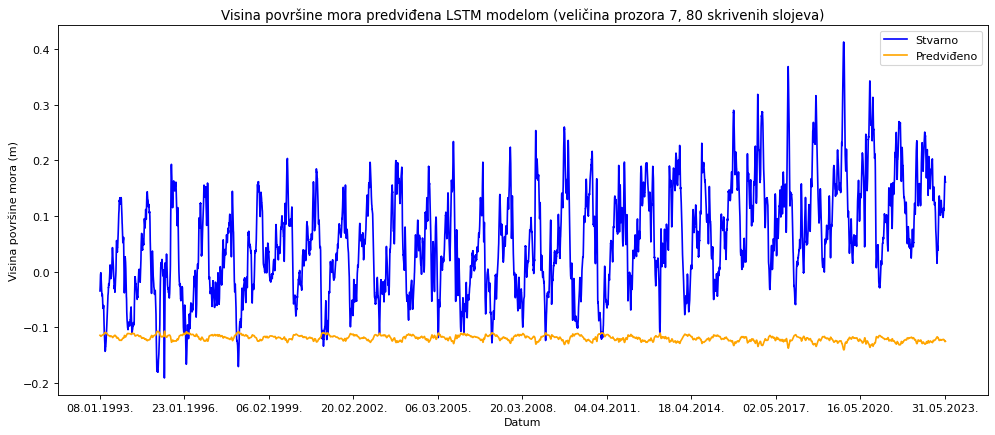 Visina površine mora predviđena LSTM modelom (veličina prozora 7, 80 skrivenih slojeva)
Stvarno
Predviđeno
Visina površine mora (m)
0.4
0.3
0.2
0.1
0.0
−0.1
−0.2
08.01.1993. 23.01.1996. 06.02.1999. 20.02.2002. 06.03.2005. 20.03.2008. 04.04.2011. 18.04.2014. 02.05.2017. 16.05.2020. 31.05.2023.
Datum